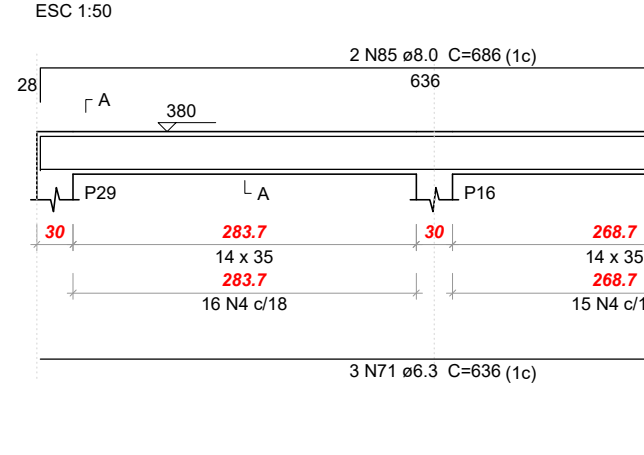 ESC 1:50
2 N85 ø8.0 C=686 (1c)
28
636
A
380
P29
A
P16
30
283.7
30
268.7
14 x 35
14 x 35
283.7
268.7
16 N4 c/18
15 N4 c/1
3 N71 ø6.3 C=636 (1c)